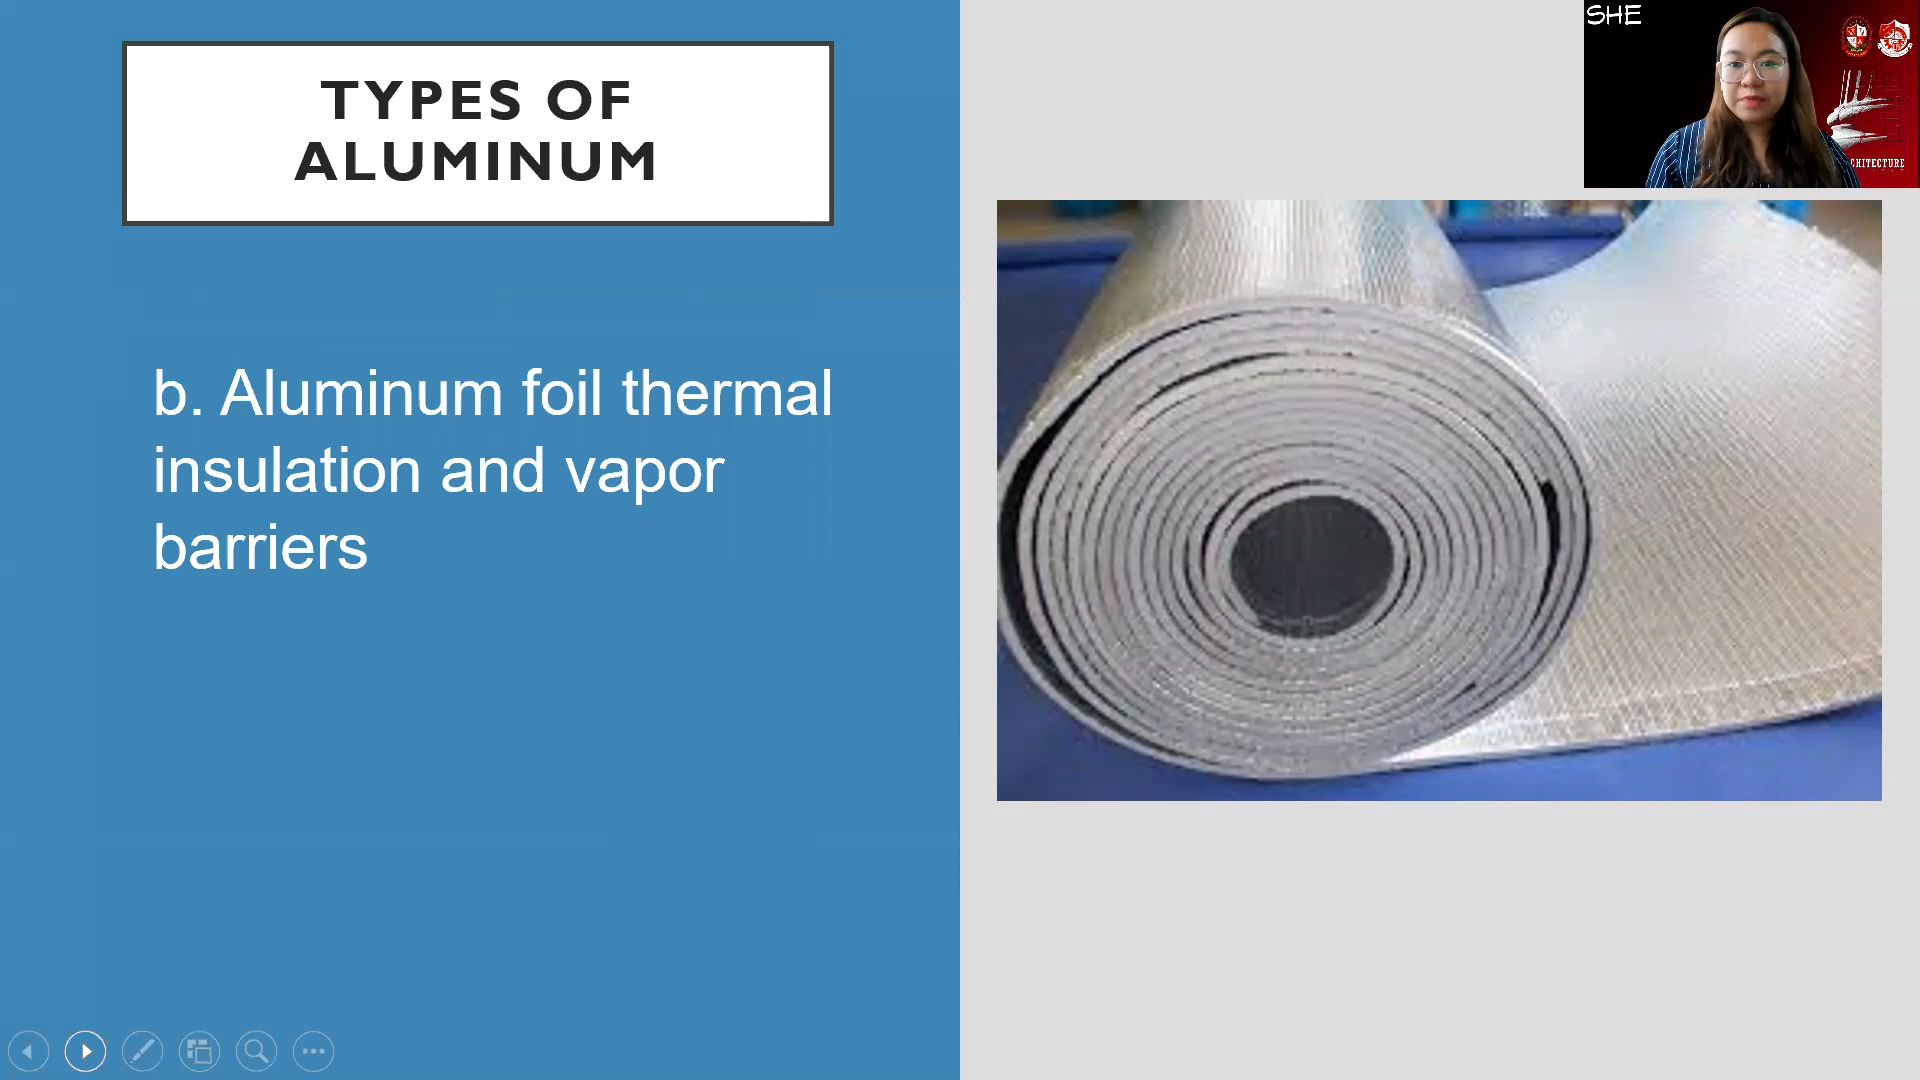 TYPES OF
ALUMINUM
b. Aluminum foil thermal
insulation and vapor
barriers
SHE
CHITECTURE